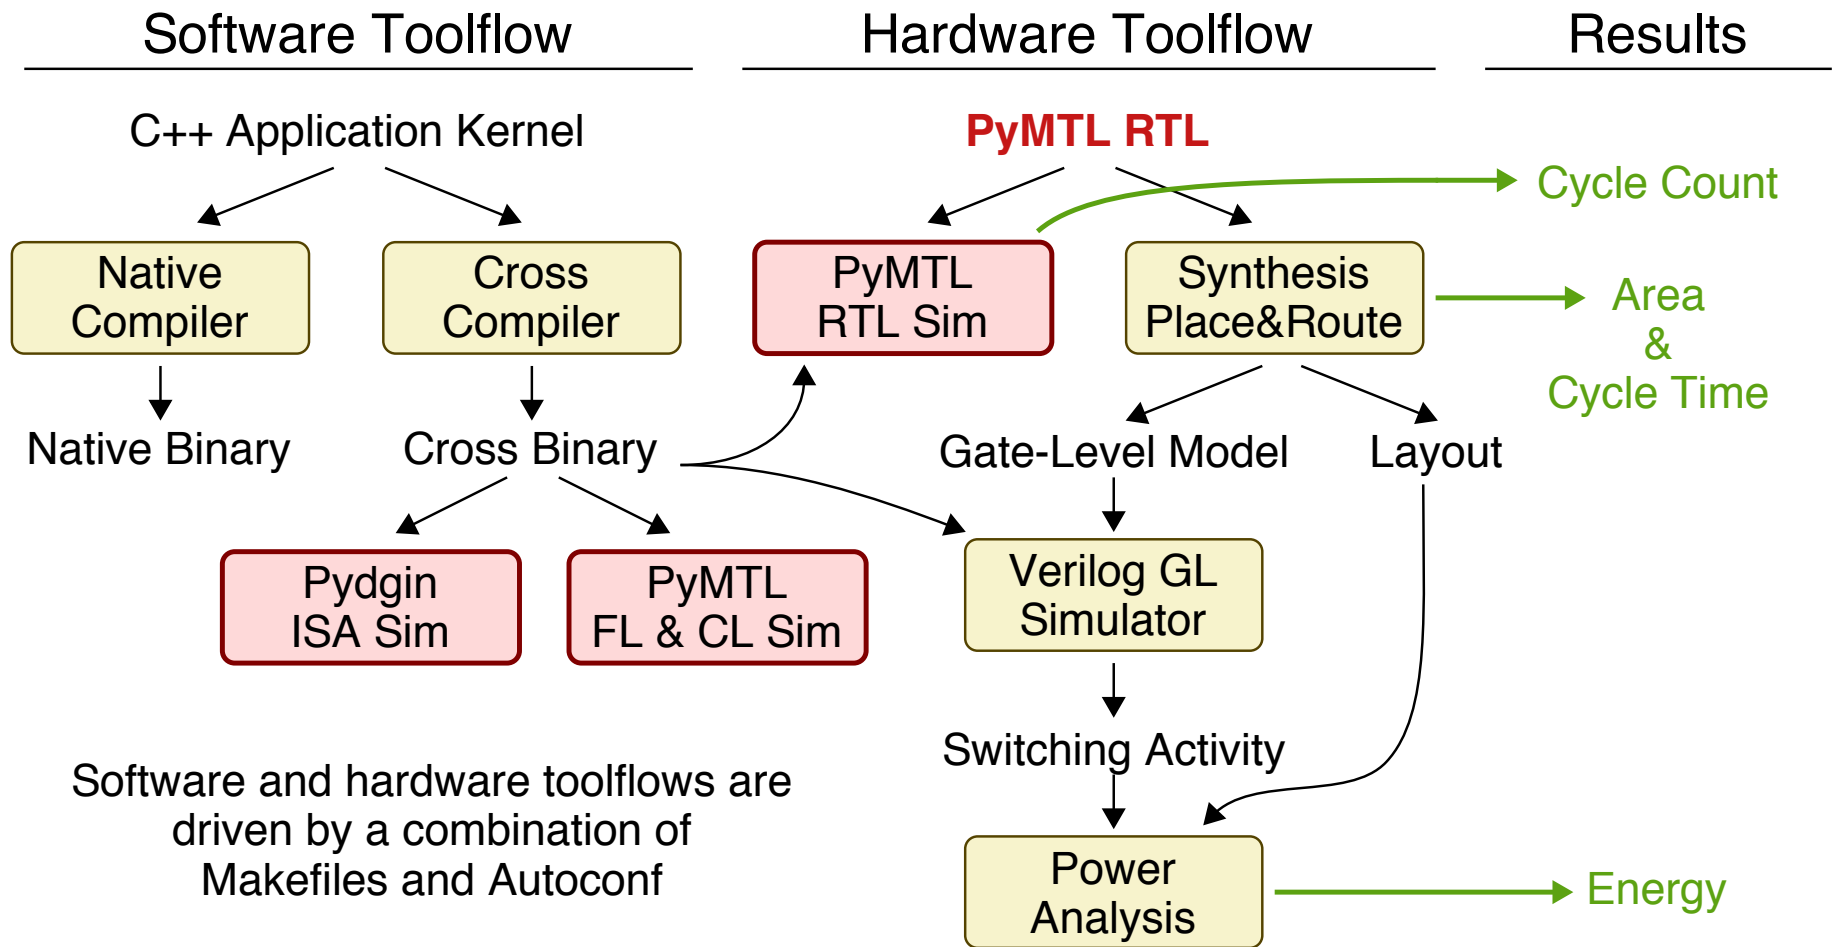 Software Toolflow
Hardware Toolflow
Results
C++ Application Kernel
PyMTL RTL
Cycle Count
Native
Compiler
Cross
Compiler
PyMTL
RTL Sim
Synthesis
Place&Route
Area
&
Cycle Time
Native Binary
Cross Binary
Gate-Level Model
Layout
Pydgin
ISA Sim
PyMTL
FL & CL Sim
Verilog GL
Simulator
Switching Activity
Software and hardware toolflows are
driven by a combination of
Makefiles and Autoconf
Power
Analysis
Energy